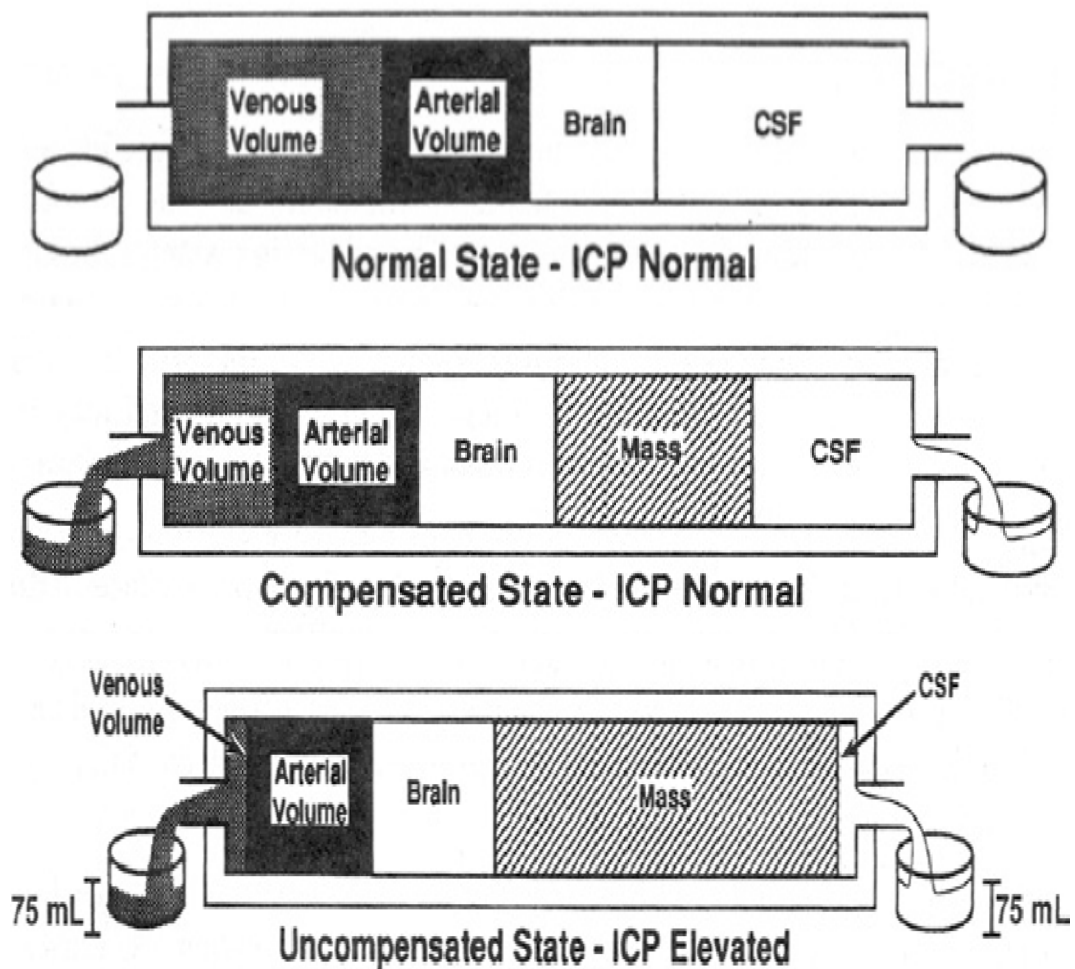 Venous
Volume
Arterial
Volume
Brain
CSF
Normal State - ICP Normal
Venous
Volume
Arterial
Volume
Brain
Mass
CSF
Compensated State - ICP Normal
Venous
Volume
CSF
Arterial
Volume
Brain
Mass
75 mL
75 mL
Uncompensated State - ICP Elevated